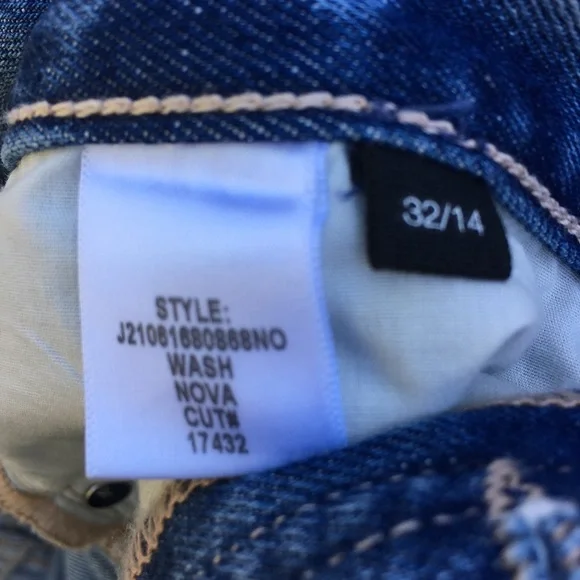 32/14
STYLE:
J21061680868NO
WASH
NOVA
CUT#
17432